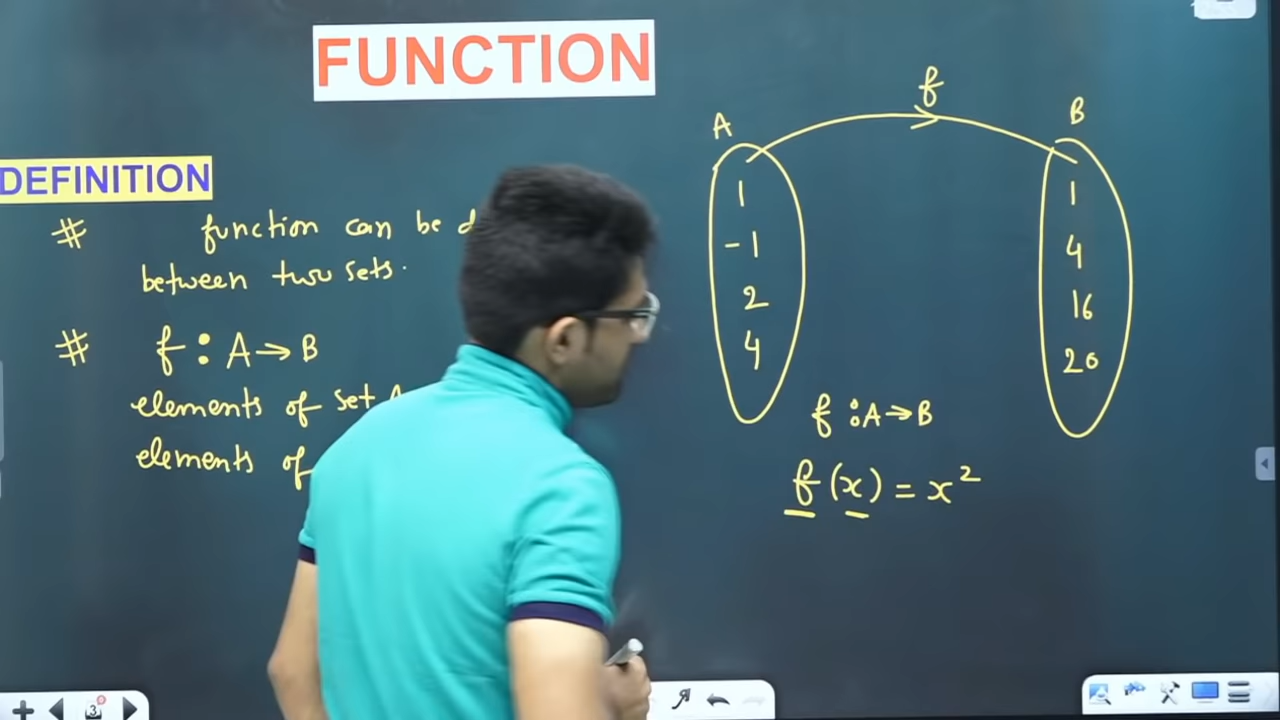 FUNCTION
DEFINITION
# function can be
between two sets.
# f : A → B
elements of set
elements of
f
A
B
1
-1
2
4
1
4
16
20
f : A → B
f (x) = x²
3